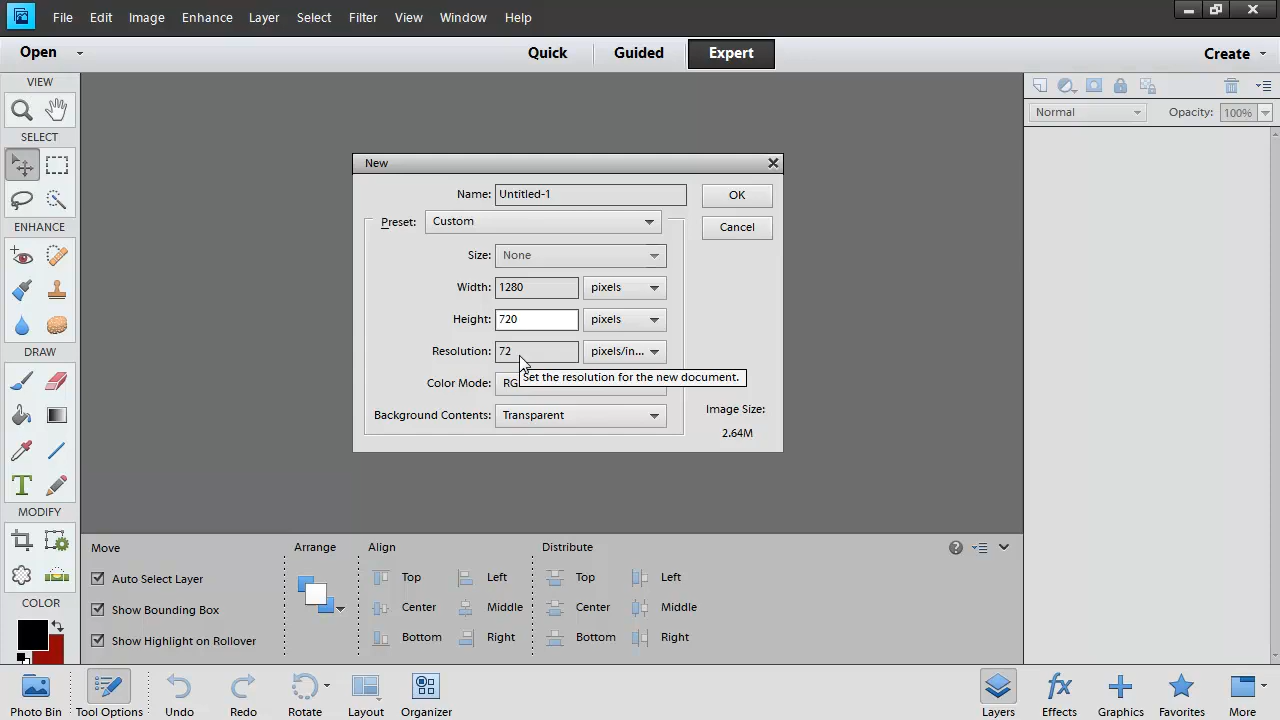 File Edit Image Enhance Layer Select Filter View Window Help
Open Quick Guided Expert Create
VIEW
SELECT
ENHANCE
DRAW
T
MODIFY
COLOR
Normal Opacity: 100%
New
Name: Untitled-1 OK
Preset: Custom Cancel
Size: None
Width: 1280 pixels
Height: 720 pixels
Resolution: 72 pixels/in...
Set the resolution for the new document.
Color Mode: RG
Background Contents: Transparent
Image Size:
2.64M
Move Arrange Align Distribute
Auto Select Layer Top Left Top Left
Show Bounding Box Center Middle Center Middle
Show Highlight on Rollover Bottom Right Bottom Right
Photo Bin Tool Options Undo Redo Rotate Layout Organizer Layers fx Effects Graphics Favorites More